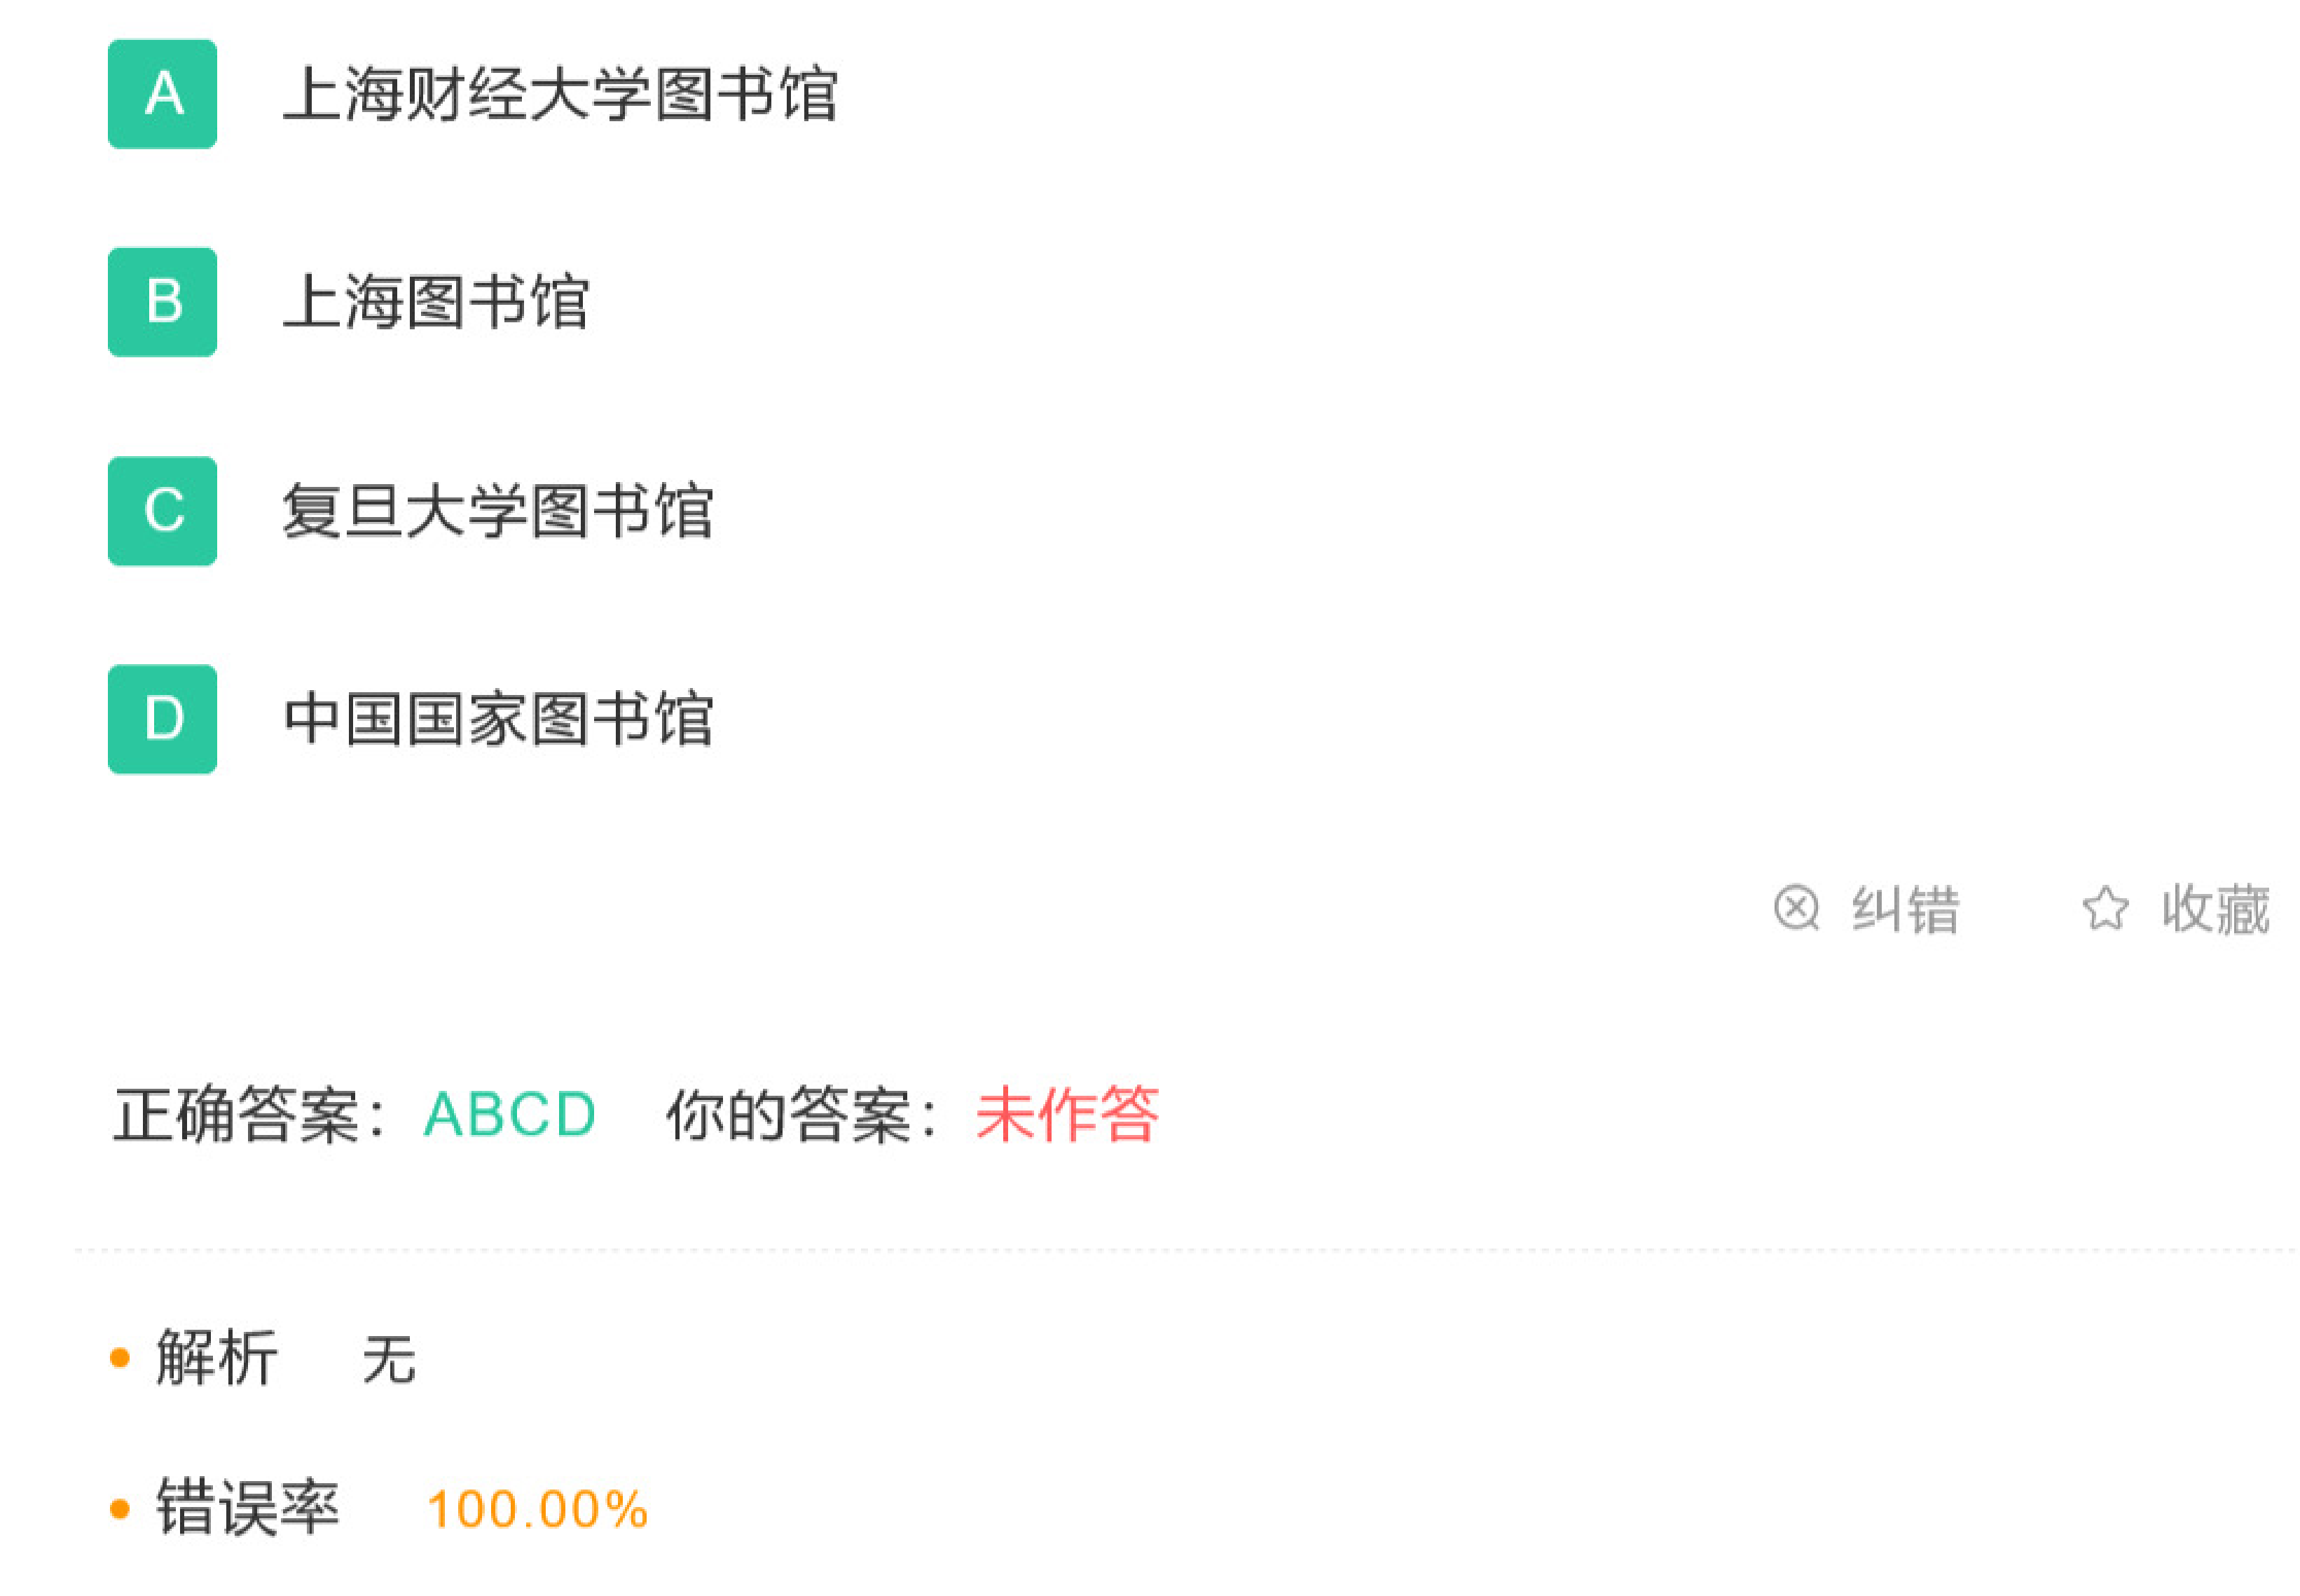 A 上海财经大学图书馆
B 上海图书馆
C 复旦大学图书馆
D 中国国家图书馆
纠错 收藏
正确答案： ABCD 你的答案： 未作答
解析 无
错误率 100.00%